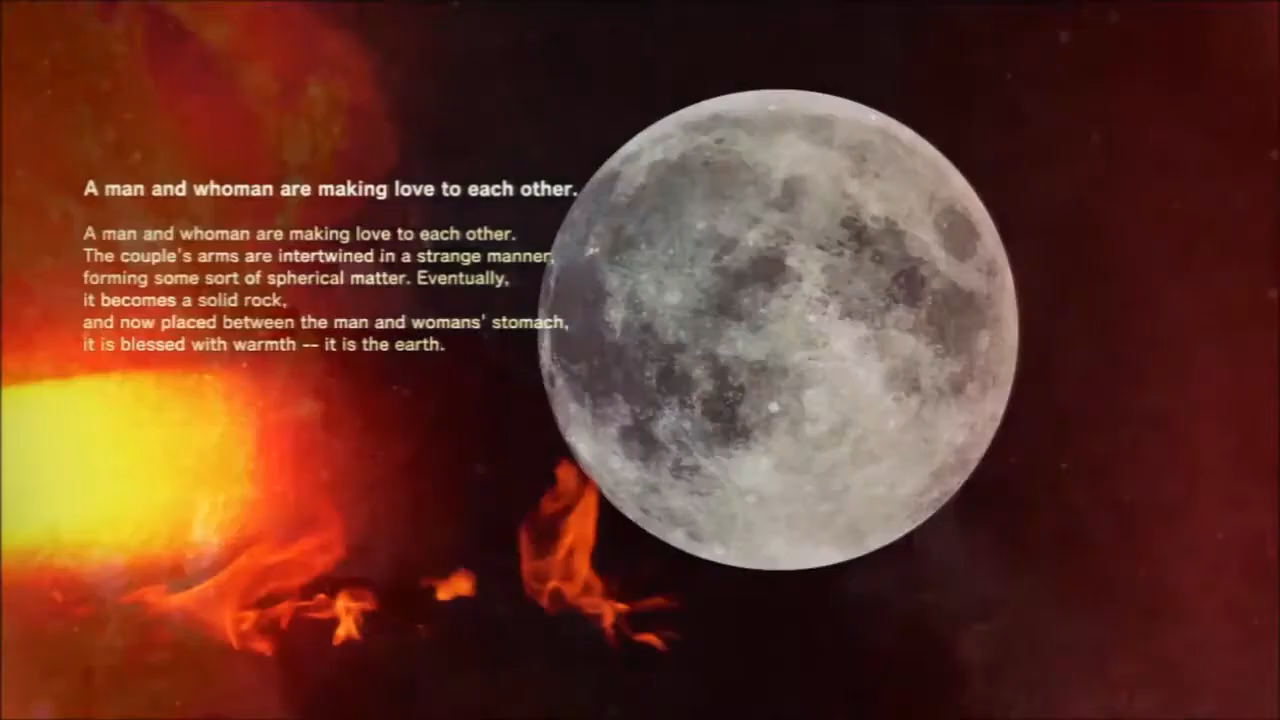 A man and whoman are making love to each other.
A man and whoman are making love to each other.
The couple's arms are intertwined in a strange manner,
forming some sort of spherical matter. Eventually,
it becomes a solid rock,
and now placed between the man and womans' stomach,
it is blessed with warmth -- it is the earth.